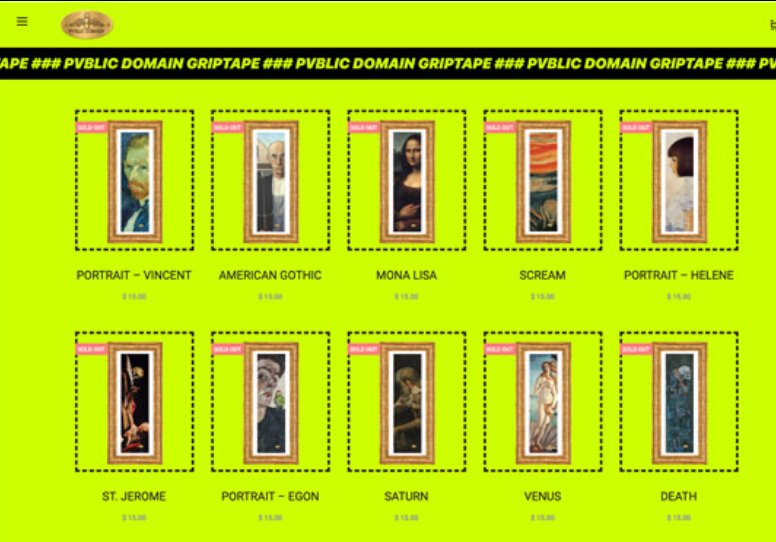 APE ### PVBLIC DOMAIN GRIPTAPE ### PVBLIC DOMAIN GRIPTAPE ### PVBLIC DOMAIN GRIPTAPE ### PV
SOLD OUT SOLD OUT SOLD OUT SOLD OUT SOLD OUT
PORTRAIT – VINCENT AMERICAN GOTHIC MONA LISA SCREAM PORTRAIT – HELENE
$ 15.00 $ 15.00 $ 15.00 $ 15.00 $ 15.00
SOLD OUT SOLD OUT SOLD OUT SOLD OUT SOLD OUT
ST. JEROME PORTRAIT – EGON SATURN VENUS DEATH
$ 15.00 $ 15.00 $ 15.00 $ 15.00 $ 15.00